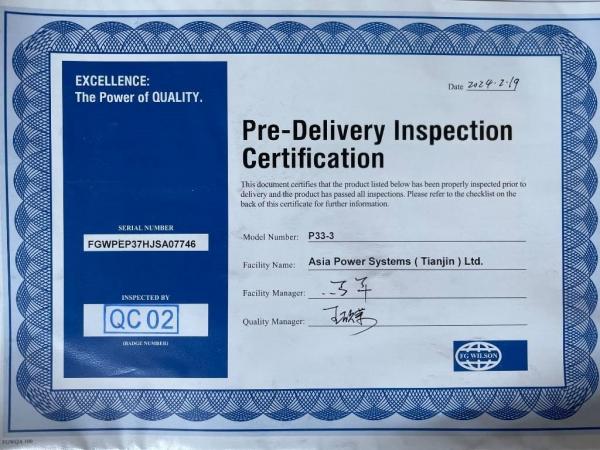 EXCELLENCE:
The Power of QUALITY.
Date 2024.2.19
Pre-Delivery Inspection
Certification
This document certifies that the product listed below has been properly inspected prior to
delivery and the product has passed all inspections. Please refer to the checklist on the
back of this certificate for further information.
SERIAL NUMBER
FGWPEP37HJSA07746
INSPECTED BY
QC 02
(BADGE NUMBER)
Model Number: P33-3
Facility Name: Asia Power Systems ( Tianjin ) Ltd.
Facility Manager:
Quality Manager:
FG WILSON